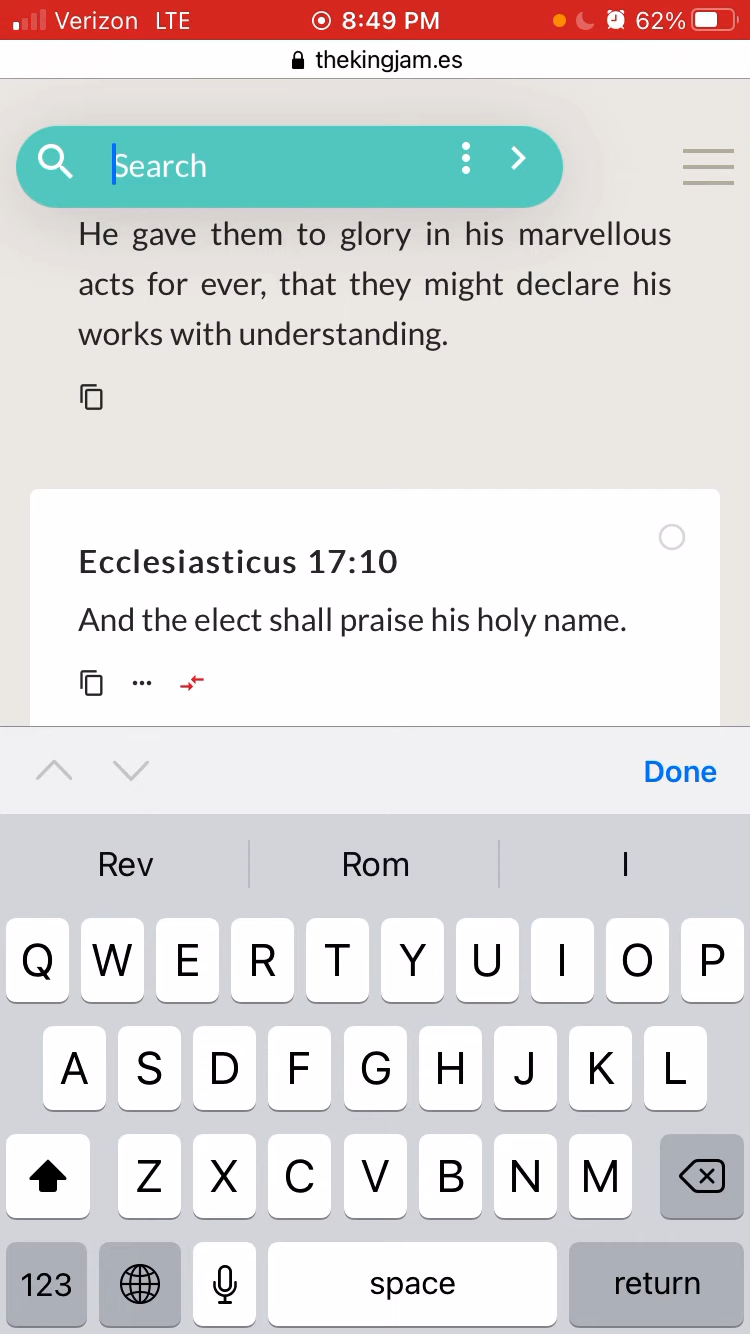 Verizon LTE 8:49 PM 62%
thekingjam.es
Search
He gave them to glory in his marvellous
acts for ever, that they might declare his
works with understanding.
Ecclesiasticus 17:10
And the elect shall praise his holy name.
Done
Rev Rom I
Q W E R T Y U I O P
A S D F G H J K L
Z X C V B N M
123 space return